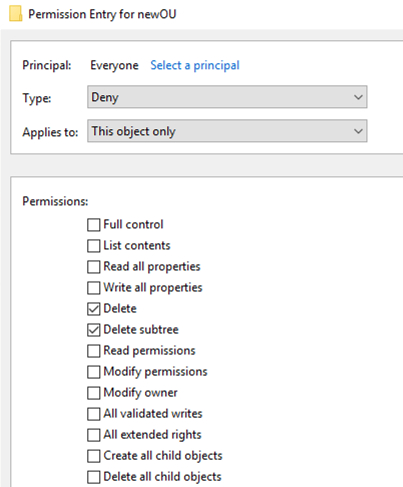 Permission Entry for newOU
Principal: Everyone Select a principal
Type: Deny
Applies to: This object only
Permissions:
Full control
List contents
Read all properties
Write all properties
Delete
Delete subtree
Read permissions
Modify permissions
Modify owner
All validated writes
All extended rights
Create all child objects
Delete all child objects